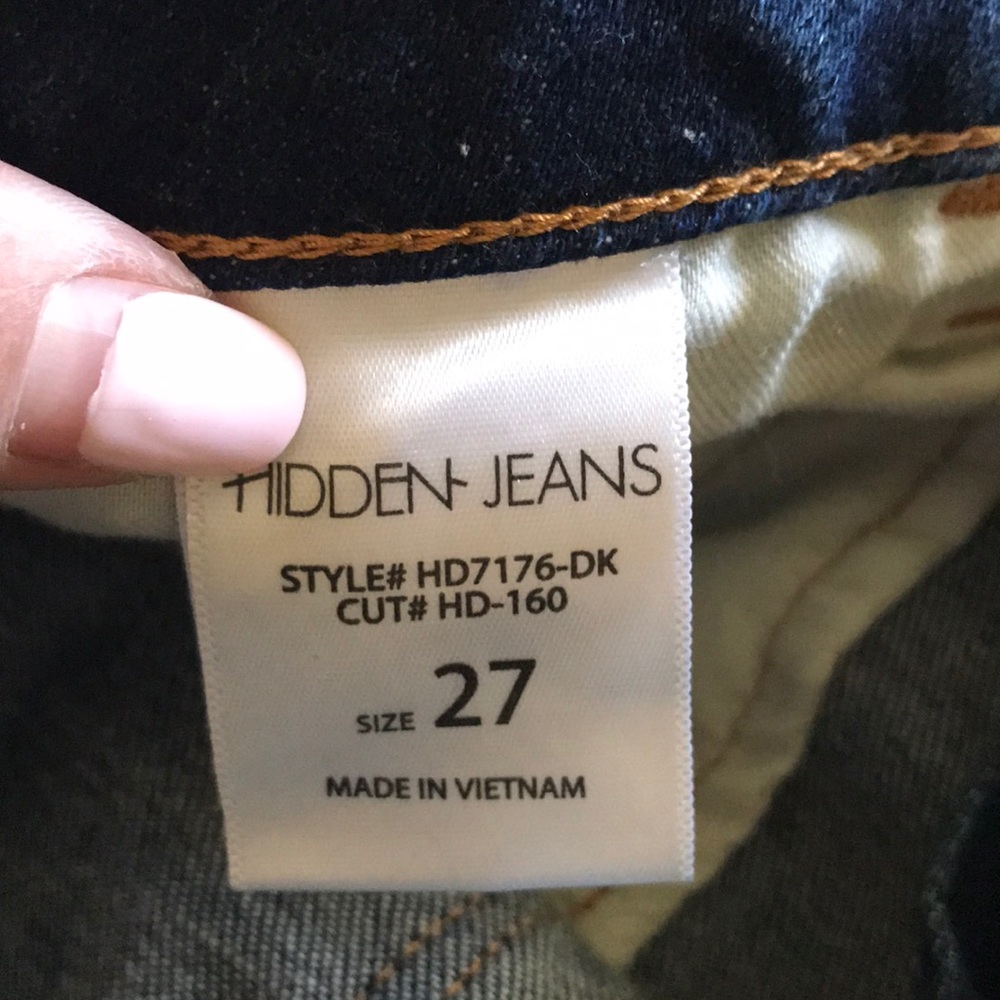 HIDDEN JEANS
STYLE# HD7176-DK
CUT# HD-160
SIZE 27
MADE IN VIETNAM